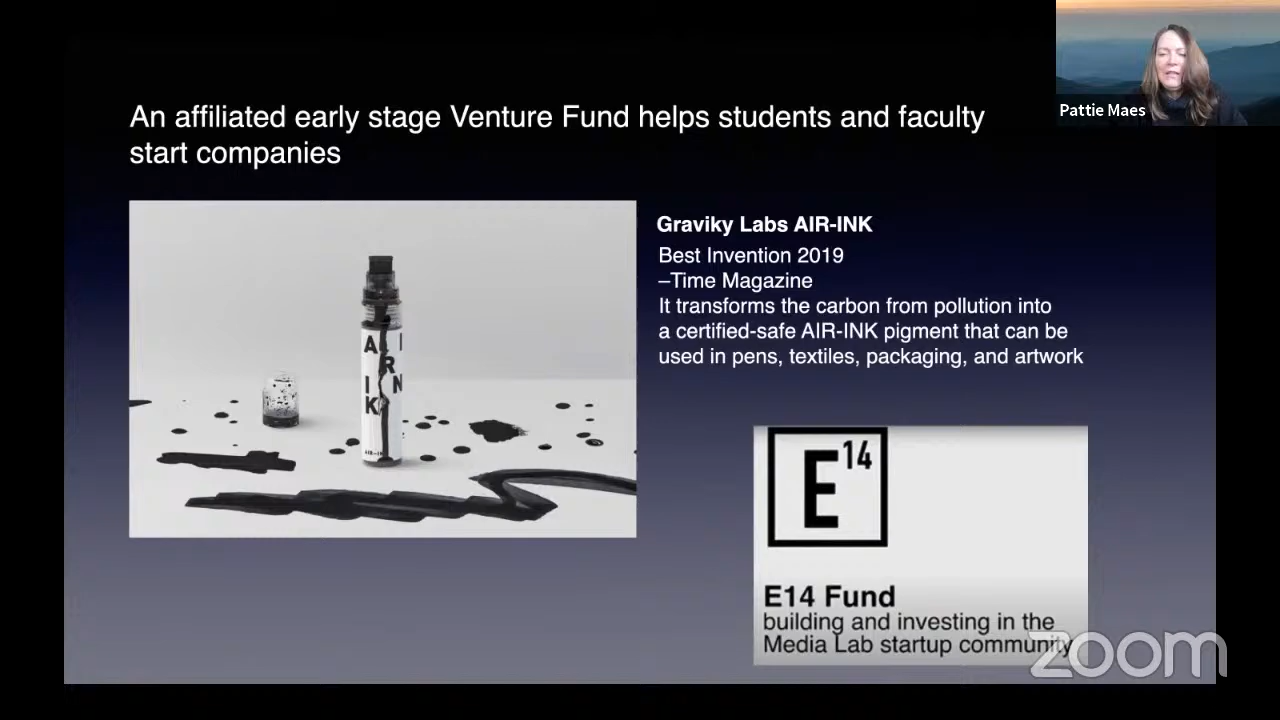 Pattie Maes
An affiliated early stage Venture Fund helps students and faculty
start companies
Graviky Labs AIR-INK
Best Invention 2019
–Time Magazine
It transforms the carbon from pollution into
a certified-safe AIR-INK pigment that can be
used in pens, textiles, packaging, and artwork
A I
R
I N
K
AIR-IN
E14
E14 Fund
building and investing in the
Media Lab startup community
zoom